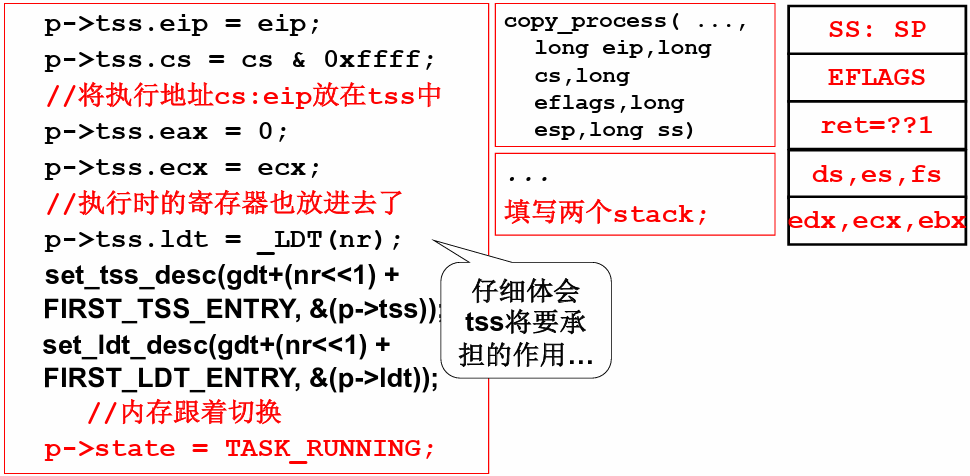 p->tss.eip = eip;
p->tss.cs = cs & 0xffff;
//将执行地址cs:eip放在tss中
p->tss.eax = 0;
p->tss.ecx = ecx;
//执行时的寄存器也放进去了
p->tss.ldt = _LDT(nr);
set_tss_desc(gdt+(nr<<1) +
FIRST_TSS_ENTRY, &(p->tss));
set_ldt_desc(gdt+(nr<<1) +
FIRST_LDT_ENTRY, &(p->ldt));
//内存跟着切换
p->state = TASK_RUNNING;
仔细体会
tss将要承
担的作用…
copy_process( ...,
long eip,long
cs,long
eflags,long
esp,long ss)
...
填写两个stack;
SS: SP
EFLAGS
ret=??1
ds,es,fs
edx,ecx,ebx